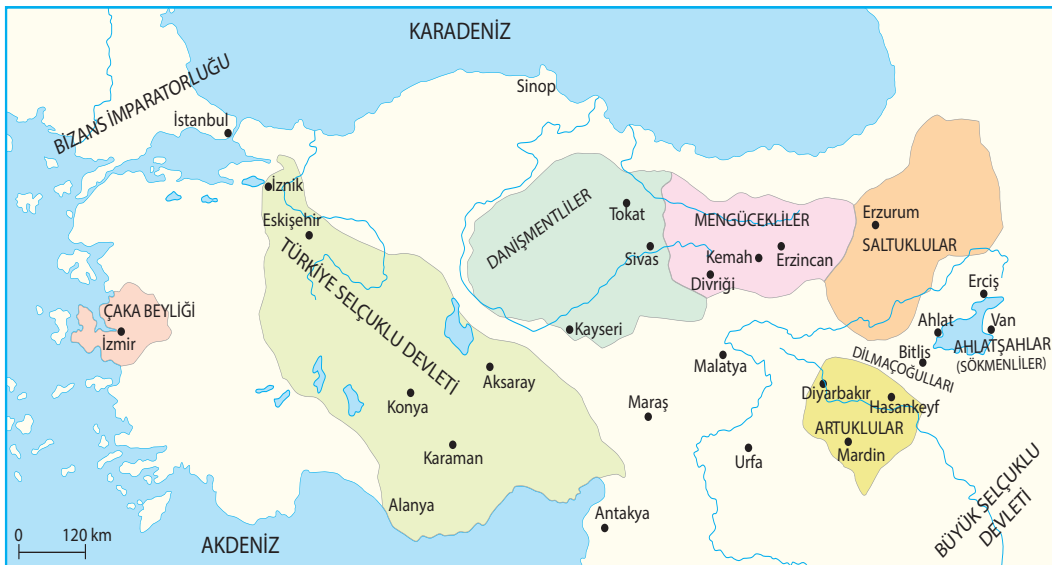 KARADENİZ
BİZANS İMPARATORLUĞU
İstanbul
Sinop
İznik
Eskişehir
TÜRKİYE SELÇUKLU DEVLETİ
DANİŞMENTLİLER
Tokat
Sivas
Kayseri
MENGÜCEKLİLER
Kemah
Erzincan
Divriği
Erzurum
SALTUKLULAR
Erciş
Ahlat
Van
AHLATŞAHLAR
(SÖKMENLİLER)
Bitlis
DİLMAÇOĞULLARI
ÇAKA BEYLİĞİ
İzmir
Aksaray
Konya
Karaman
Alanya
Malatya
Maraş
Urfa
Antakya
Diyarbakır
Hasankeyf
ARTUKLULAR
Mardin
BÜYÜK SELÇUKLU
DEVLETİ
AKDENİZ
0 120 km